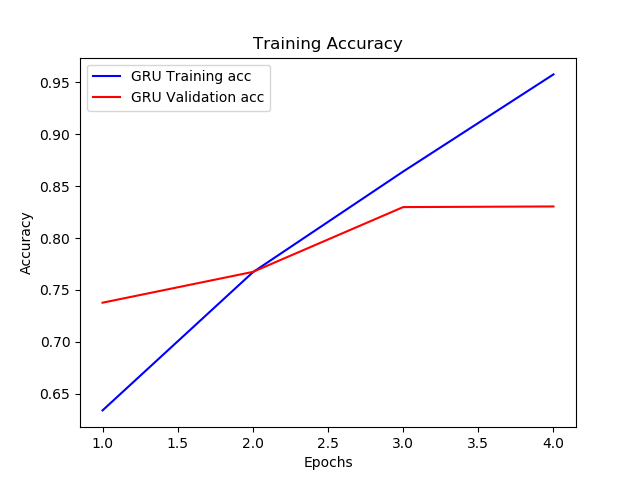 Training Accuracy
GRU Training acc
GRU Validation acc
0.95
0.90
0.85
0.80
0.75
0.70
0.65
Accuracy
1.0 1.5 2.0 2.5 3.0 3.5 4.0
Epochs